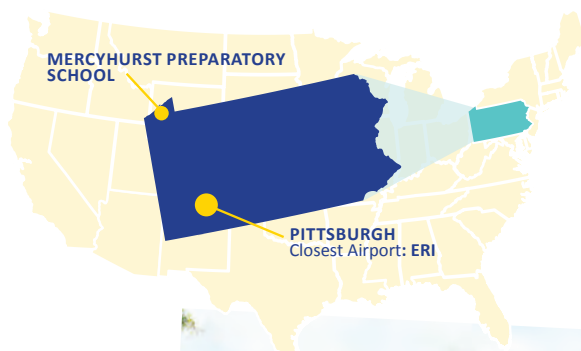 MERCYHURST PREPARATORY
SCHOOL
PITTSBURGH
Closest Airport: ERI